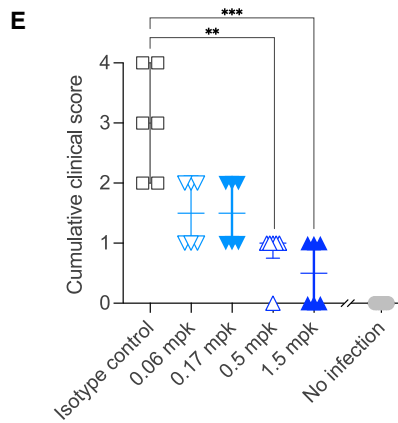 E
***
**
Cumulative clinical score
4
3
2
1
0
Isotype control
0.06 mpk
0.17 mpk
0.5 mpk
1.5 mpk
No infection